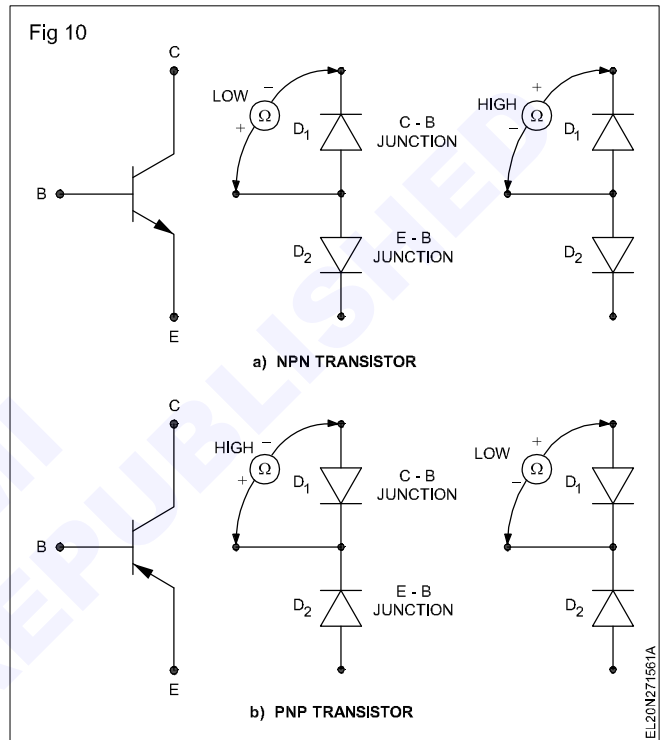 Fig 10
C
B
E
LOW
–
+
Ω
D1
C - B
JUNCTION
D2
E - B
JUNCTION
HIGH
+
–
Ω
D1
D2
a) NPN TRANSISTOR
C
B
E
HIGH
–
+
Ω
D1
C - B
JUNCTION
D2
E - B
JUNCTION
LOW
+
–
Ω
D1
D2
b) PNP TRANSISTOR
EL20N271561A
REPUBLISHED